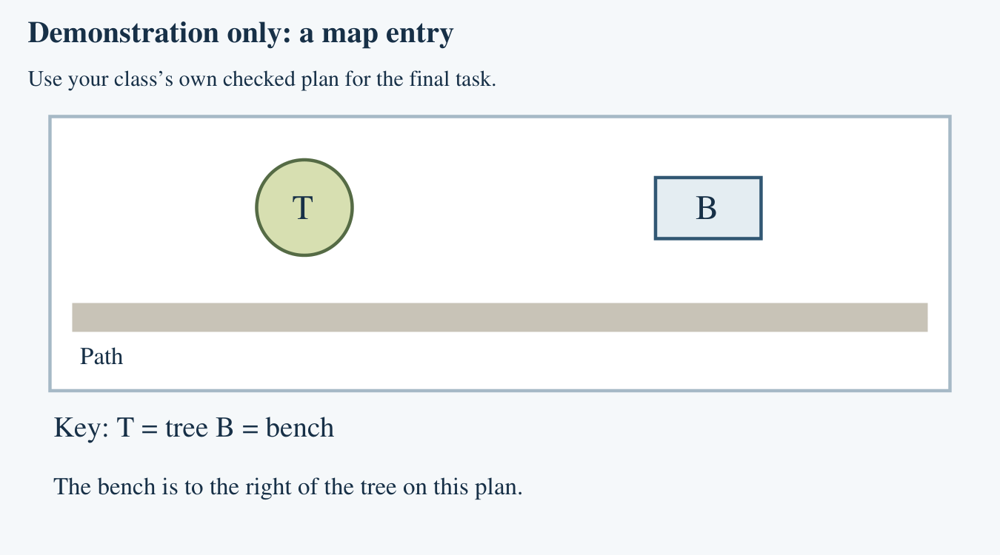 Demonstration only: a map entry
Use your class’s own checked plan for the final task.
T
B
Path
Key: T = tree B = bench
The bench is to the right of the tree on this plan.